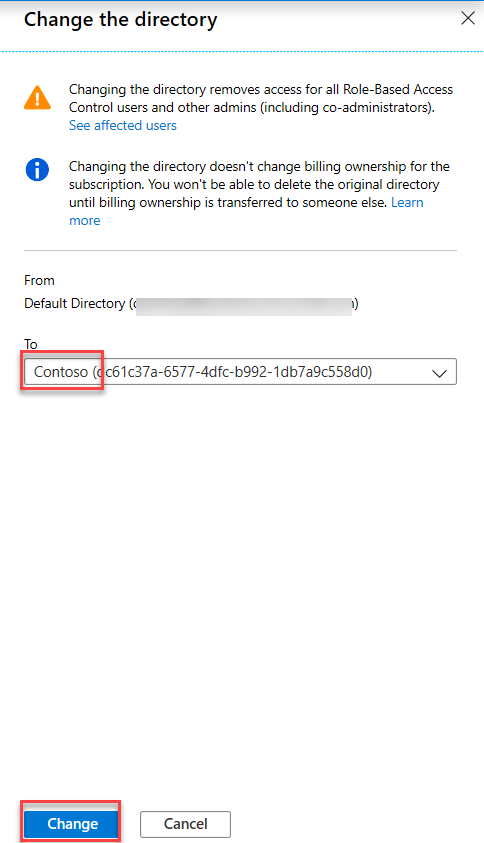 Change the directory
Changing the directory removes access for all Role-Based Access
Control users and other admins (including co-administrators).
See affected users
Changing the directory doesn't change billing ownership for the
subscription. You won't be able to delete the original directory
until billing ownership is transferred to someone else. Learn
more
From
Default Directory (
To
Contoso (dc61c37a-6577-4dfc-b992-1db7a9c558d0)
Change
Cancel